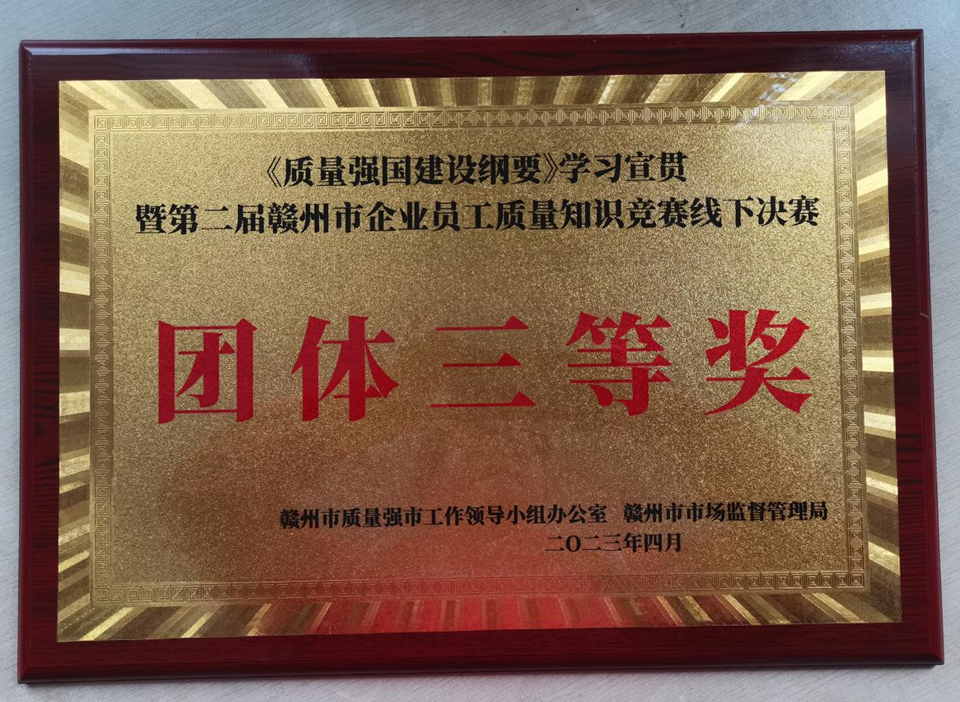 《质量强国建设纲要》学习宣贯
暨第二届赣州市企业员工质量知识竞赛线下决赛
团体三等奖
赣州市质量强市工作领导小组办公室 赣州市市场监督管理局
二〇二三年四月